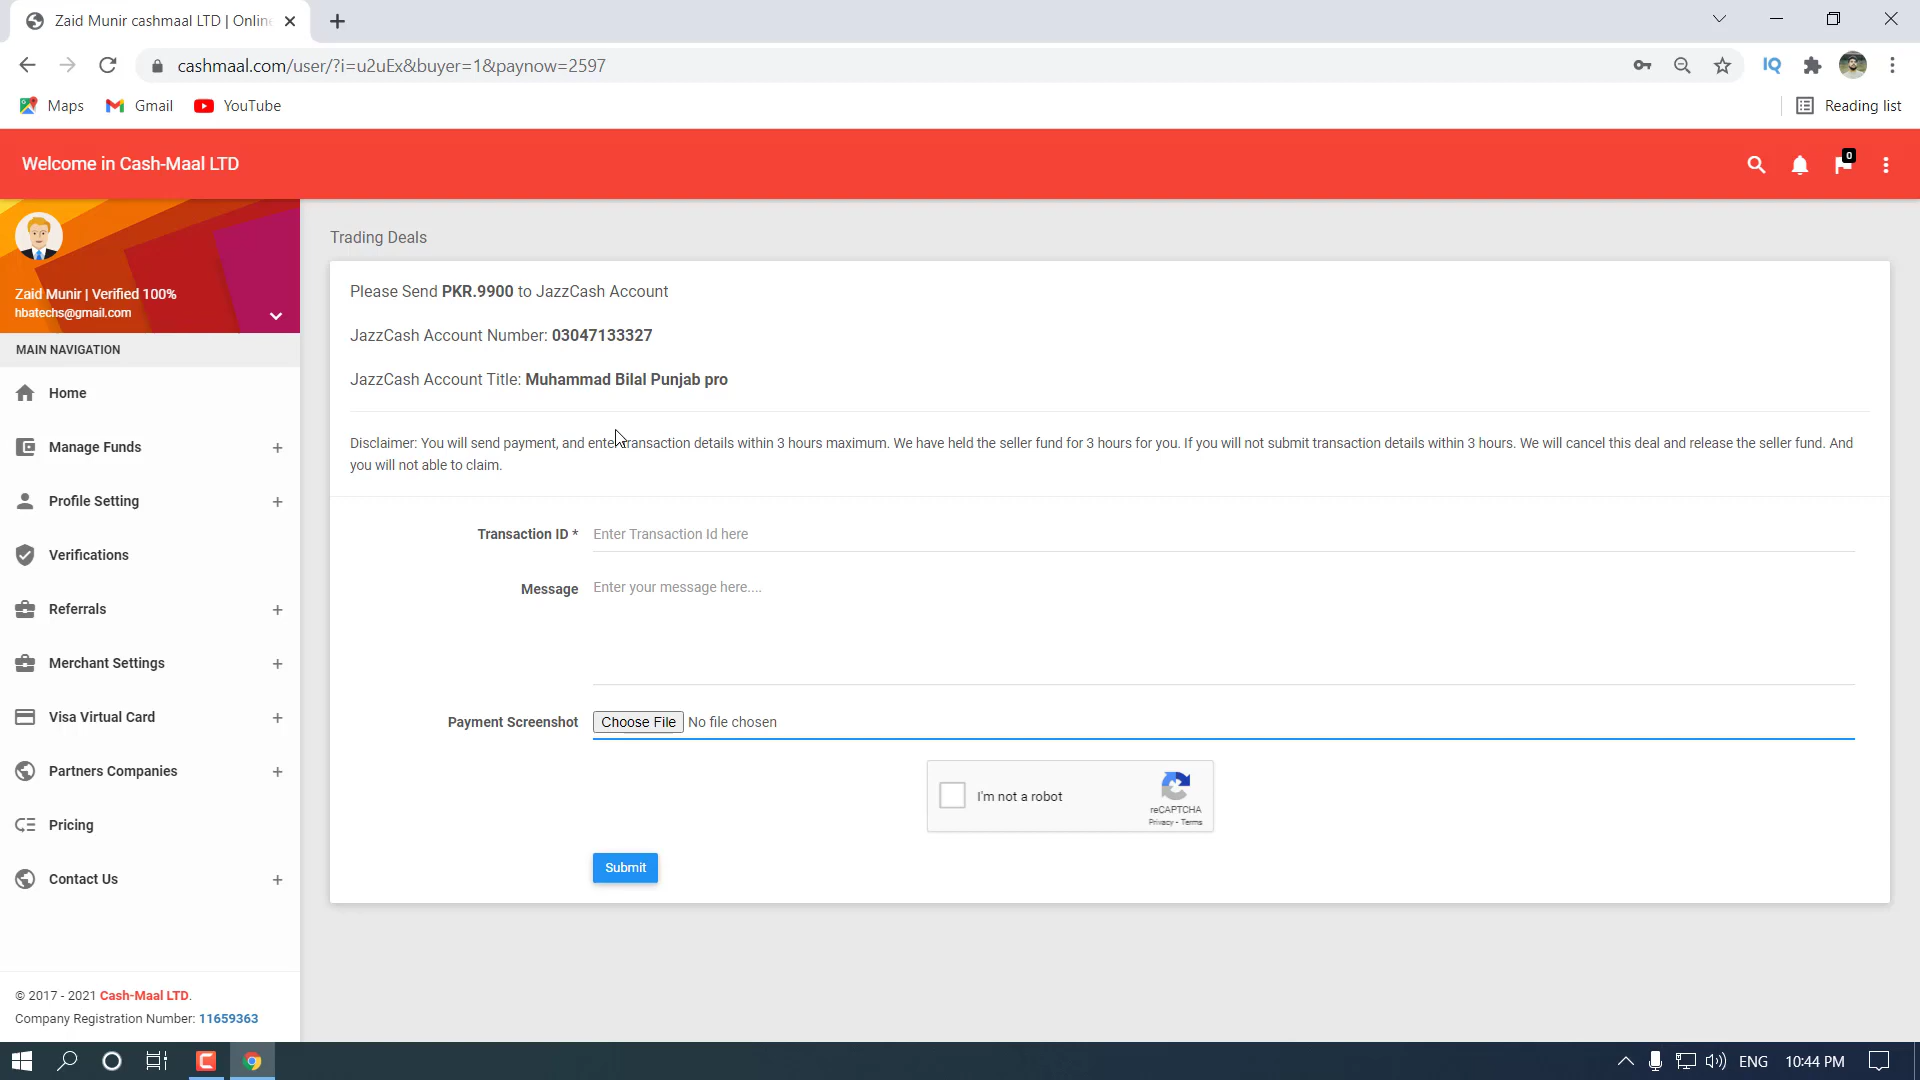 Zaid Munir cashmaal LTD | Onlin
cashmaal.com/user/?i=u2uEx&buyer=1&paynow=2597
IQ
Maps Gmail YouTube Reading list
Welcome in Cash-Maal LTD
0
Zaid Munir | Verified 100%
hbatechs@gmail.com
MAIN NAVIGATION
Home
Manage Funds +
Profile Setting +
Verifications
Referrals +
Merchant Settings +
Visa Virtual Card +
Partners Companies +
Pricing
Contact Us +
© 2017 - 2021 Cash-Maal LTD.
Company Registration Number: 11659363
Trading Deals
Please Send PKR.9900 to JazzCash Account
JazzCash Account Number: 03047133327
JazzCash Account Title: Muhammad Bilal Punjab pro
Disclaimer: You will send payment, and enter transaction details within 3 hours maximum. We have held the seller fund for 3 hours for you. If you will not submit transaction details within 3 hours. We will cancel this deal and release the seller fund. And
you will not able to claim.
Transaction ID * Enter Transaction Id here
Message Enter your message here....
Payment Screenshot Choose File No file chosen
I'm not a robot
reCAPTCHA
Privacy - Terms
Submit
ENG 10:44 PM